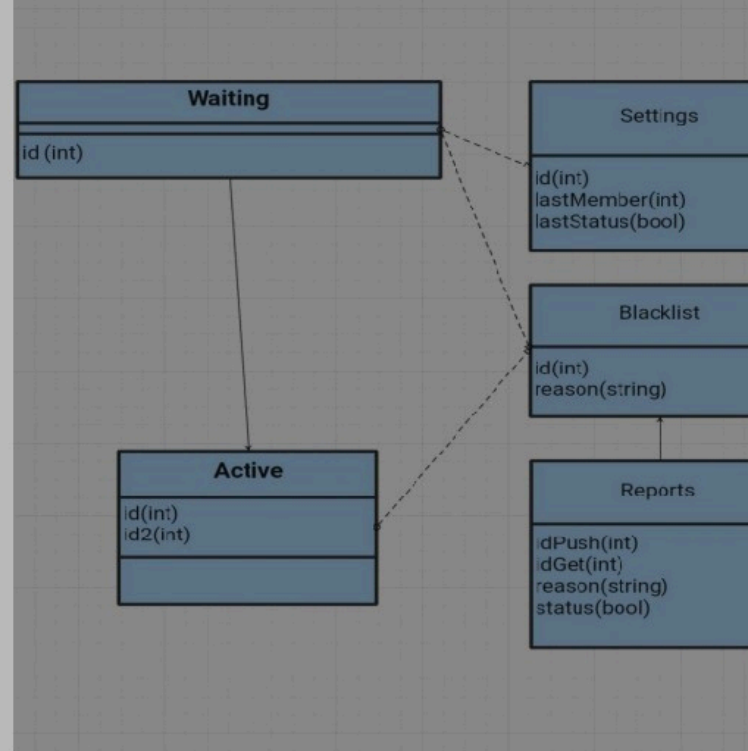 Waiting
id (int)
Settings
id(int)
lastMember(int)
lastStatus(bool)
Blacklist
id(int)
reason(string)
Active
id(int)
id2(int)
Reports
idPush(int)
idGet(int)
reason(string)
status(bool)